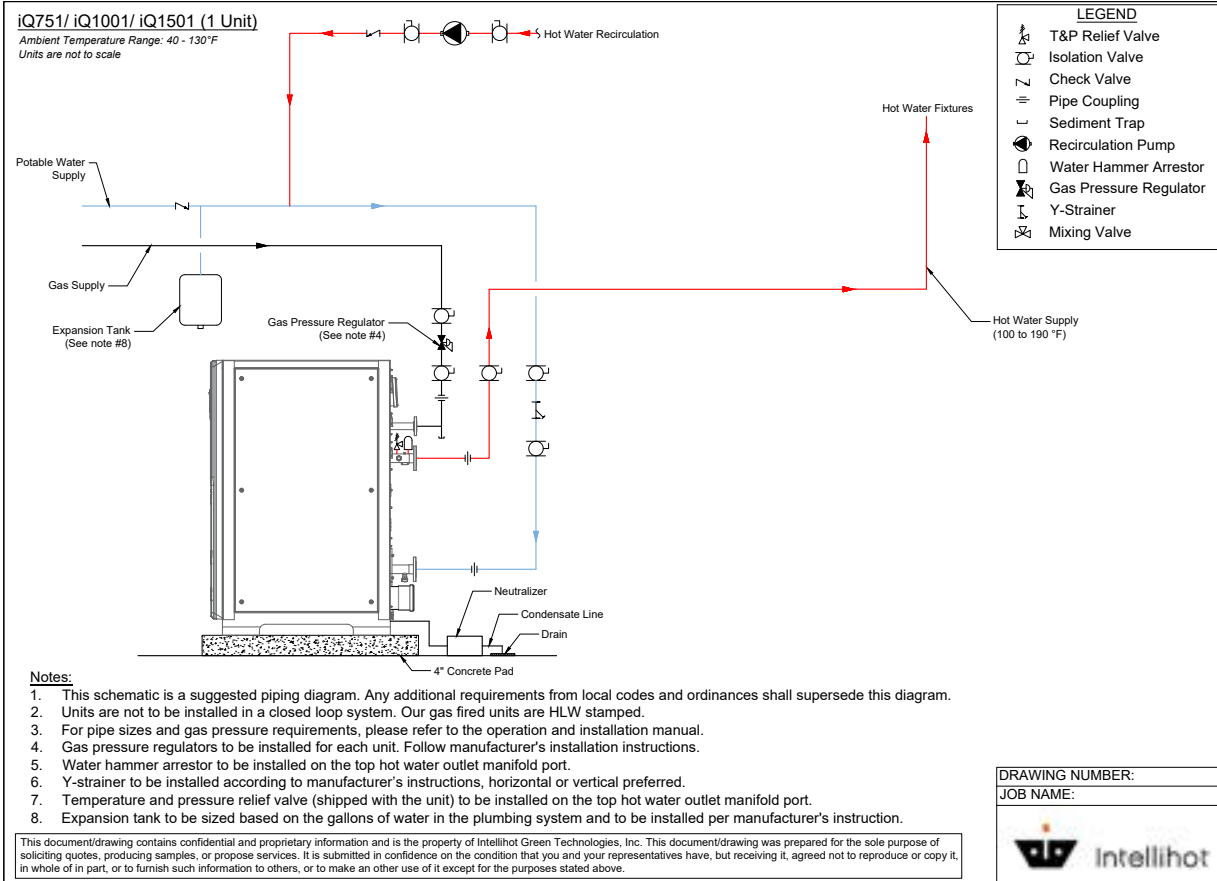 iQ751/ iQ1001/ iQ1501 (1 Unit)
Ambient Temperature Range: 40 - 130°F
Units are not to scale
Hot Water Recirculation
LEGEND
T&P Relief Valve
Isolation Valve
Check Valve
Pipe Coupling
Sediment Trap
Recirculation Pump
Water Hammer Arrestor
Gas Pressure Regulator
Y-Strainer
Mixing Valve
Hot Water Fixtures
Potable Water
Supply
Gas Supply
Expansion Tank
(See note #8)
Gas Pressure Regulator
(See note #4)
Hot Water Supply
(100 to 190 °F)
Neutralizer
Condensate Line
Drain
4" Concrete Pad
Notes:
1. This schematic is a suggested piping diagram. Any additional requirements from local codes and ordinances shall supersede this diagram.
2. Units are not to be installed in a closed loop system. Our gas fired units are HLW stamped.
3. For pipe sizes and gas pressure requirements, please refer to the operation and installation manual.
4. Gas pressure regulators to be installed for each unit. Follow manufacturer's installation instructions.
5. Water hammer arrestor to be installed on the top hot water outlet manifold port.
6. Y-strainer to be installed according to manufacturer's instructions, horizontal or vertical preferred.
7. Temperature and pressure relief valve (shipped with the unit) to be installed on the top hot water outlet manifold port.
8. Expansion tank to be sized based on the gallons of water in the plumbing system and to be installed per manufacturer's instruction.
This document/drawing contains confidential and proprietary information and is the property of Intellihot Green Technologies, Inc. This document/drawing was prepared for the sole purpose of
soliciting quotes, producing samples, or propose services. It is submitted in confidence on the condition that you and your representatives have, but receiving it, agreed not to reproduce or copy it,
in whole of in part, or to furnish such information to others, or to make an other use of it except for the purposes stated above.
DRAWING NUMBER:
JOB NAME:
Intellihot